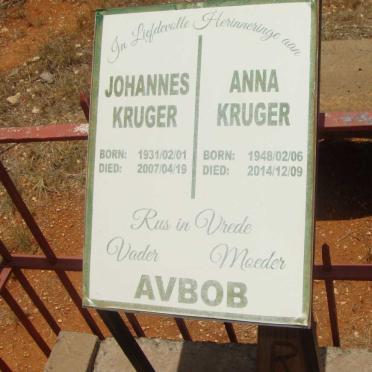 In Liefdevolle Herinneringe aan
JOHANNES
KRUGER
BORN: 1931/02/01
DIED: 2007/04/19
ANNA
KRUGER
BORN: 1948/02/06
DIED: 2014/12/09
Rus in Vrede
Vader Moeder
AVBOB
R